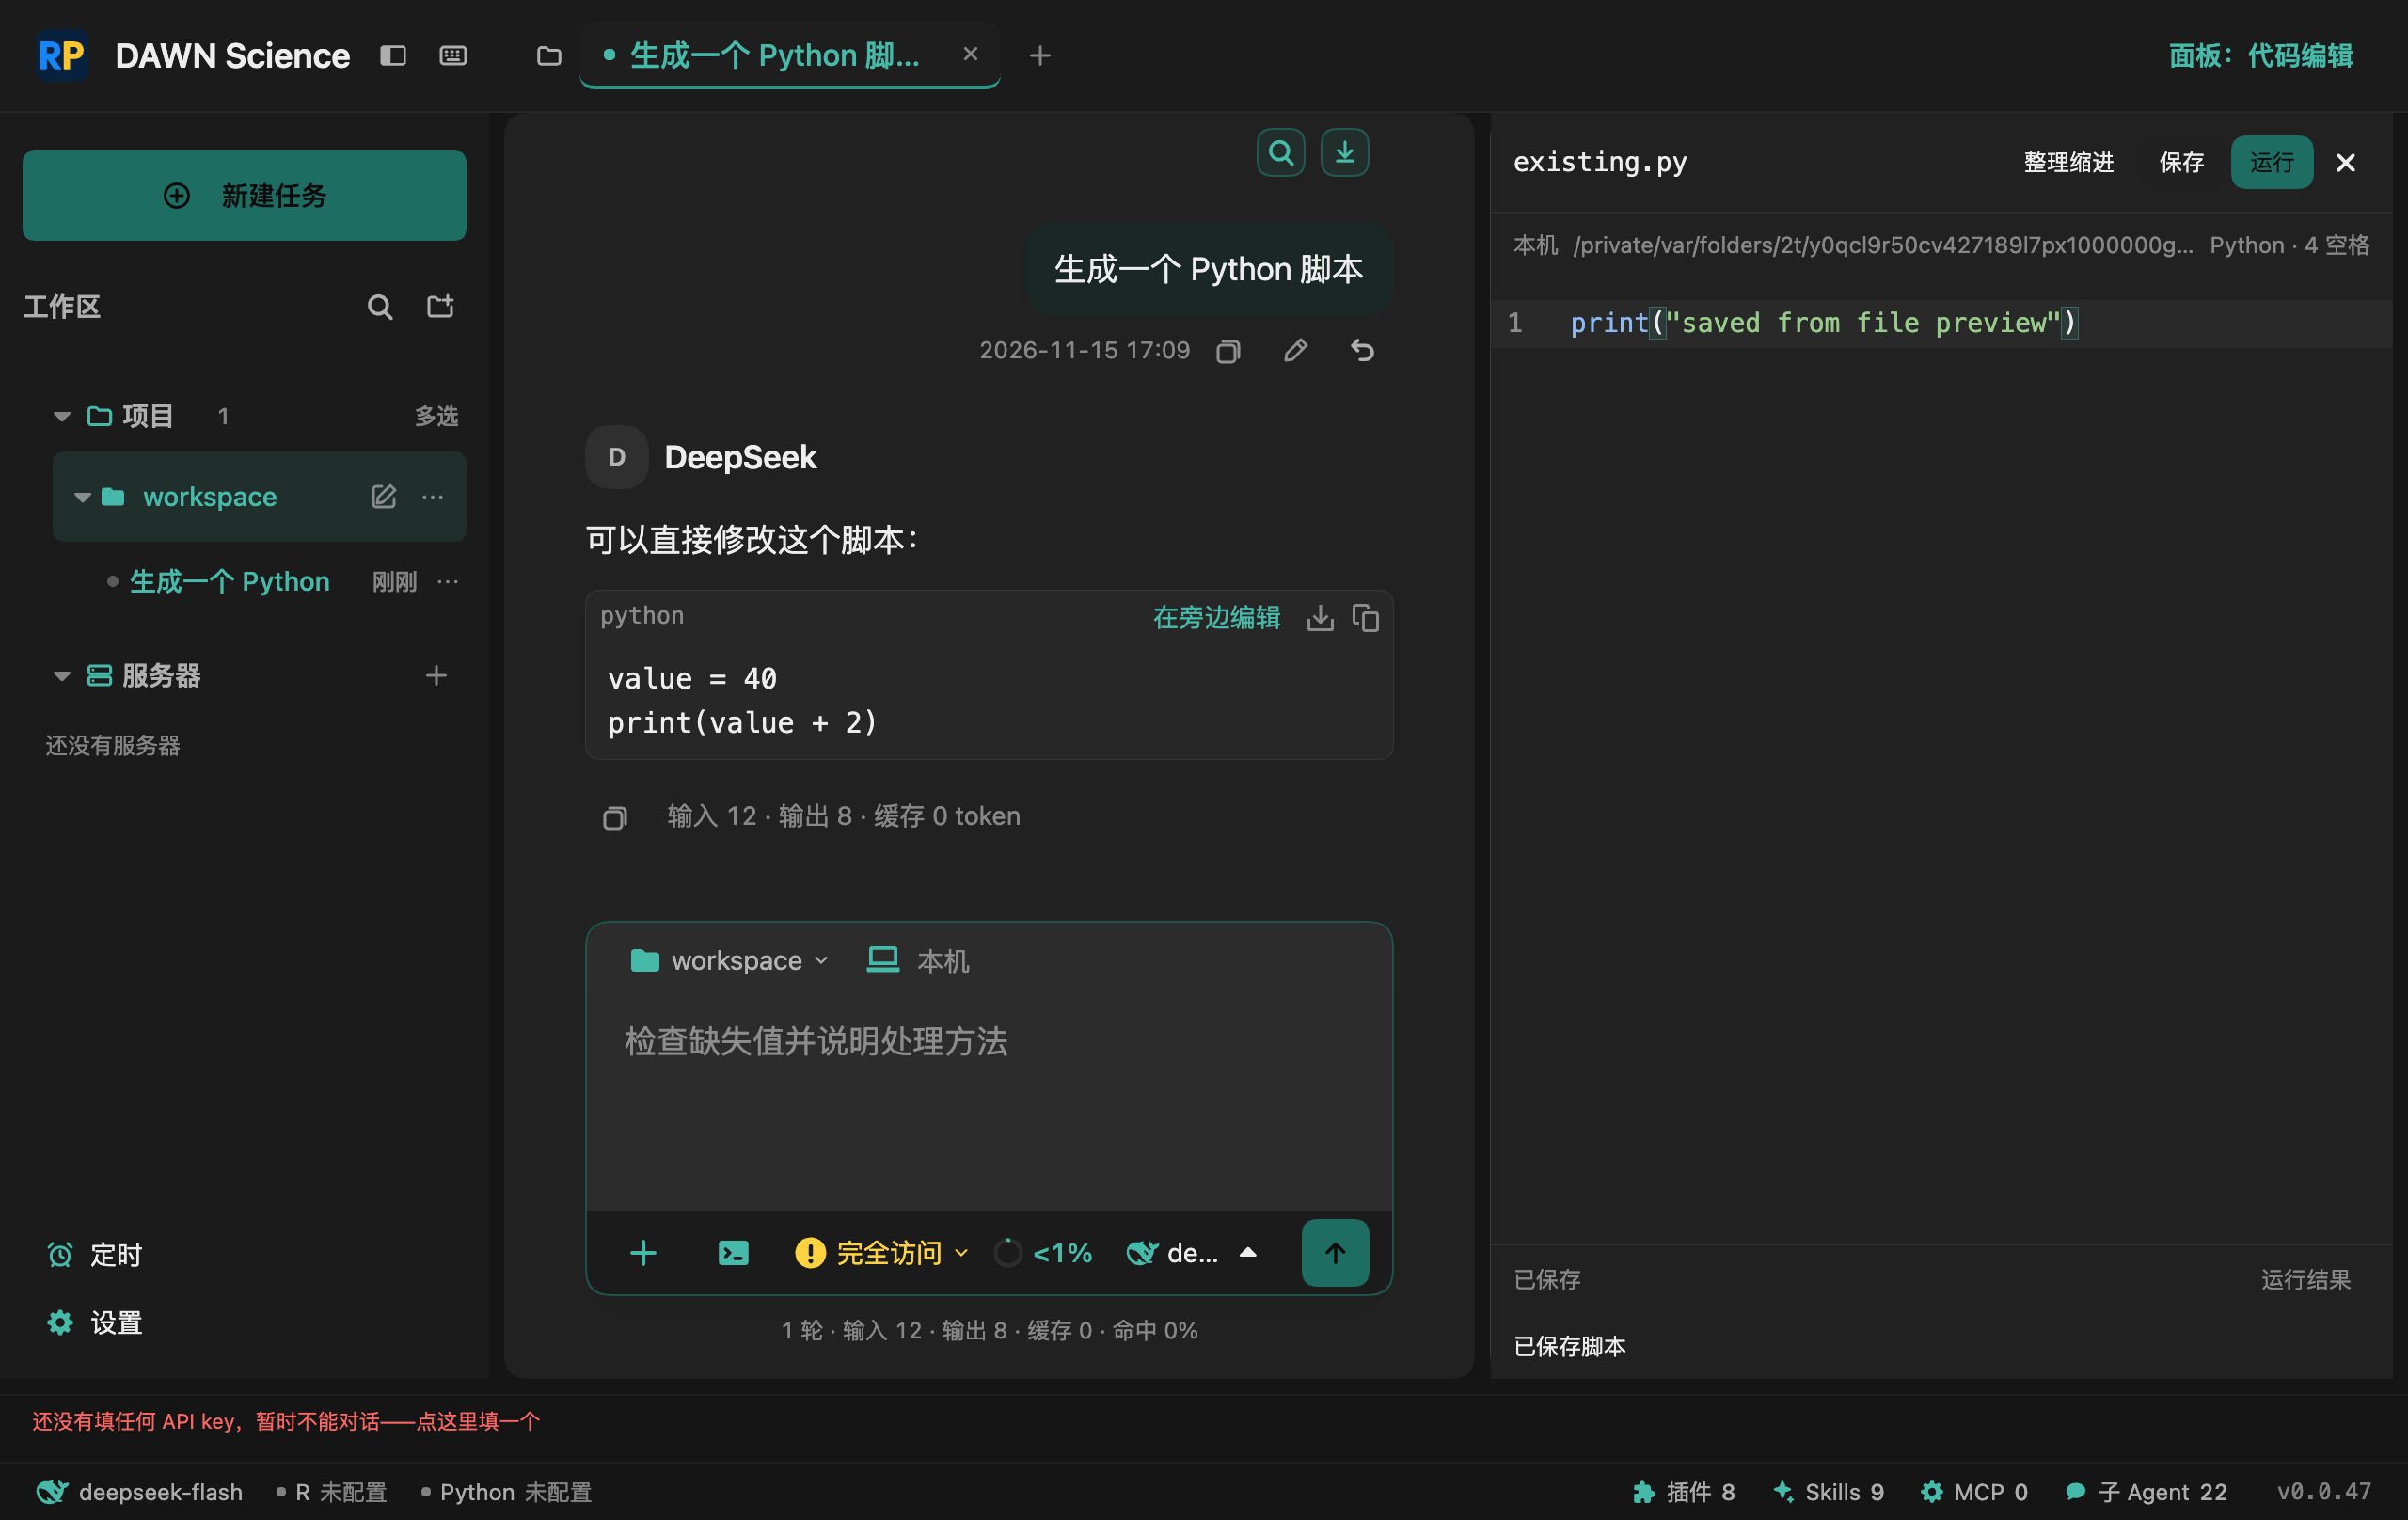 RP DAWN Science 生成一个 Python 脚... 面板：代码编辑
新建任务
工作区
项目 1 多选
workspace
生成一个 Python 刚刚
服务器
还没有服务器
定时
设置
生成一个 Python 脚本
2026-11-15 17:09
D DeepSeek
可以直接修改这个脚本：
python 在旁边编辑
value = 40
print(value + 2)
输入 12 · 输出 8 · 缓存 0 token
workspace 本机
检查缺失值并说明处理方法
完全访问 <1% de...
1 轮 · 输入 12 · 输出 8 · 缓存 0 · 命中 0%
existing.py 整理缩进 保存 运行
本机 /private/var/folders/2t/y0qcl9r50cv427189l7px1000000g... Python · 4 空格
1 print("saved from file preview")
已保存 运行结果
已保存脚本
还没有填任何 API key，暂时不能对话——点这里填一个
deepseek-flash R 未配置 Python 未配置 插件 8 Skills 9 MCP 0 子 Agent 22 v0.0.47